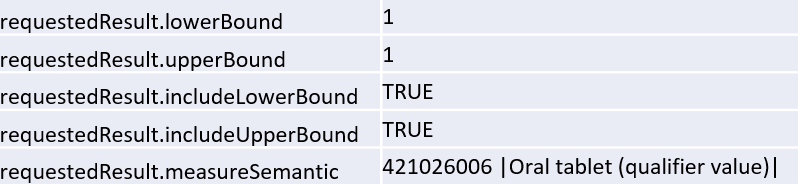 requestedResult.lowerBound 1
requestedResult.upperBound 1
requestedResult.includeLowerBound TRUE
requestedResult.includeUpperBound TRUE
requestedResult.measureSemantic 421026006 |Oral tablet (qualifier value)|